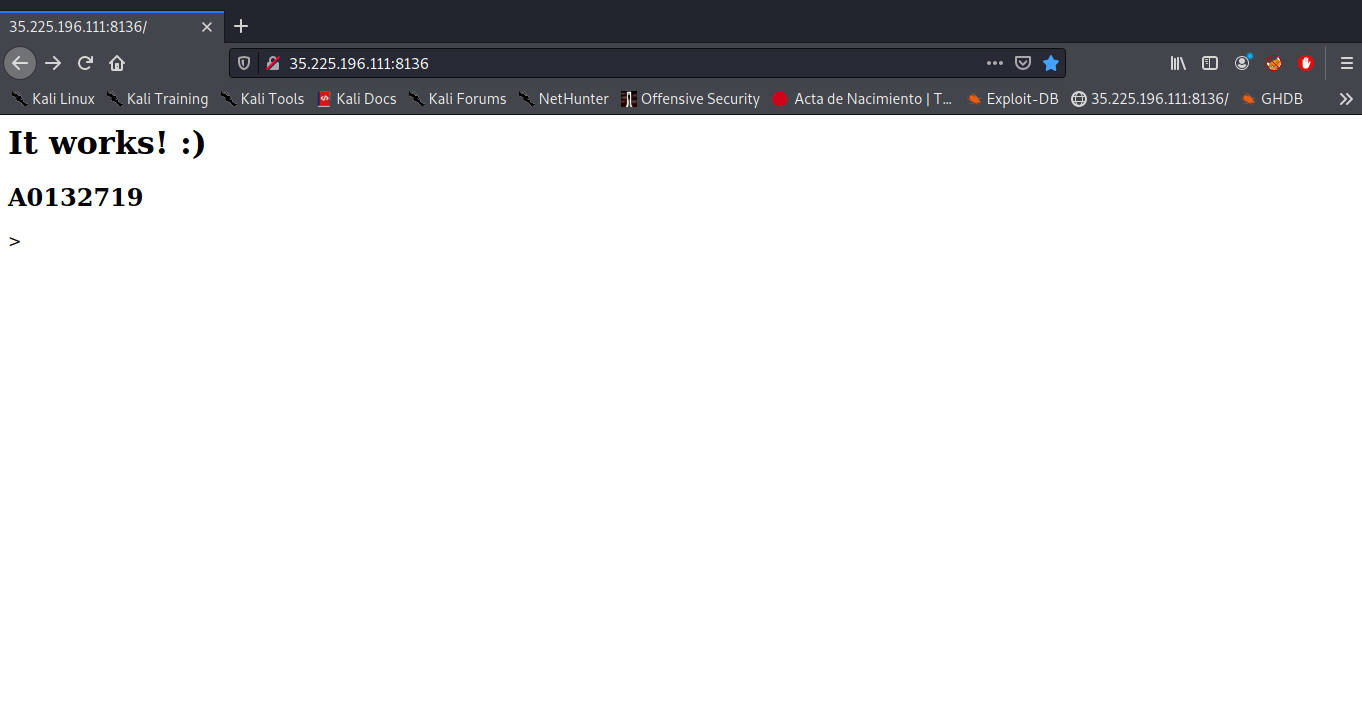 35.225.196.111:8136/
35.225.196.111:8136
Kali Linux Kali Training Kali Tools Kali Docs Kali Forums NetHunter Offensive Security Acta de Nacimiento | T... Exploit-DB 35.225.196.111:8136/ GHDB
It works! :)
A0132719
>